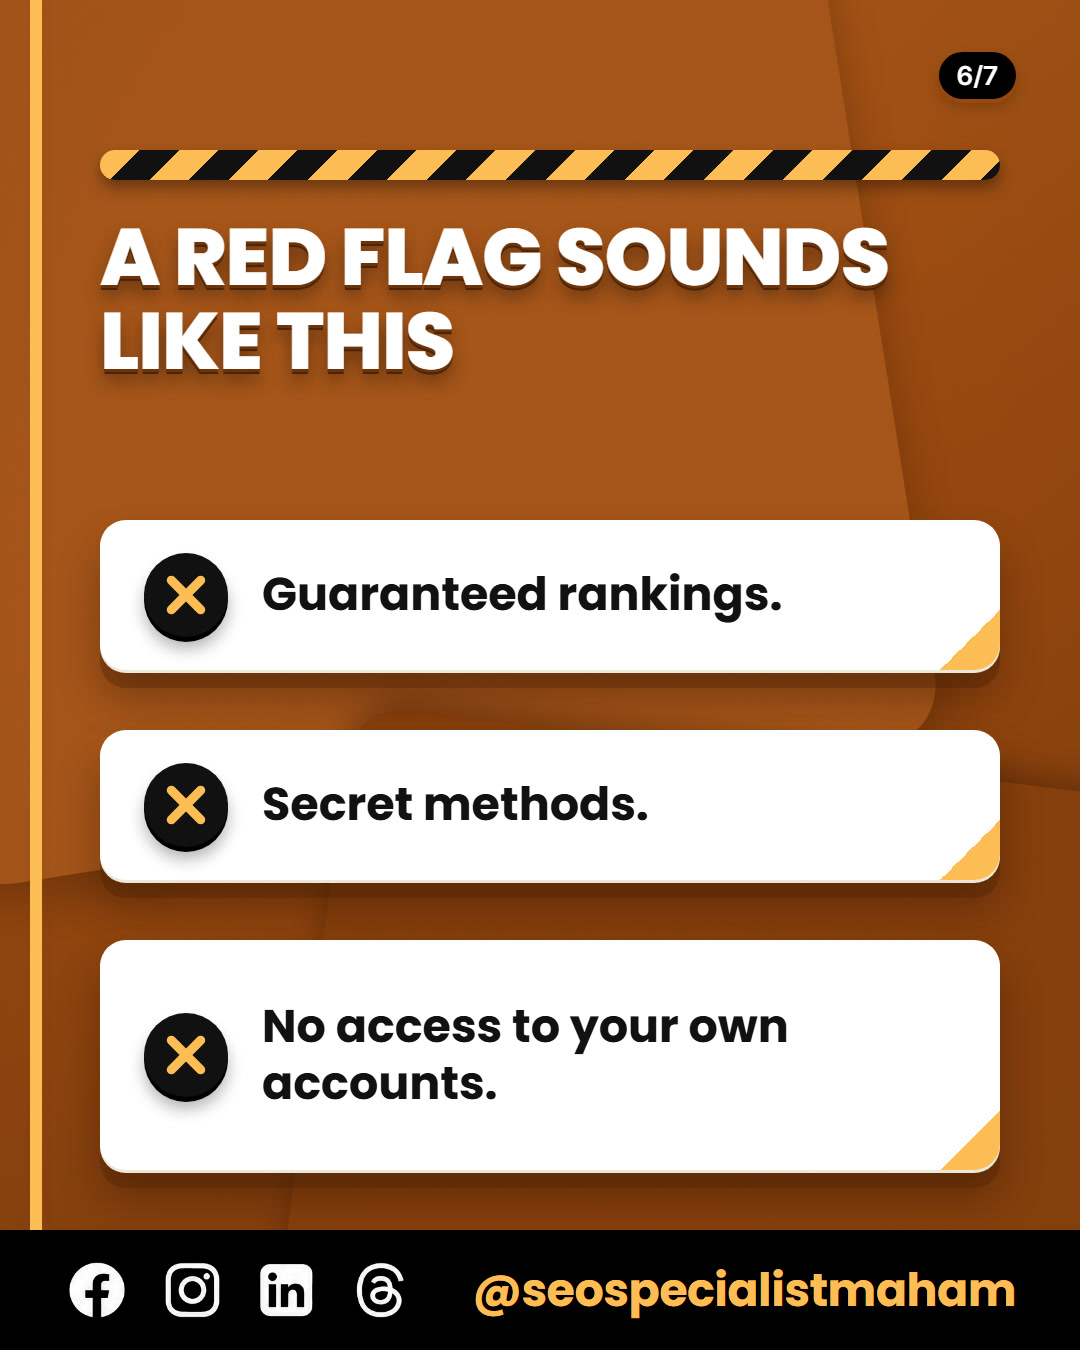 6/7
A RED FLAG SOUNDS
LIKE THIS
Guaranteed rankings.
Secret methods.
No access to your own
accounts.
@seospecialistmaham